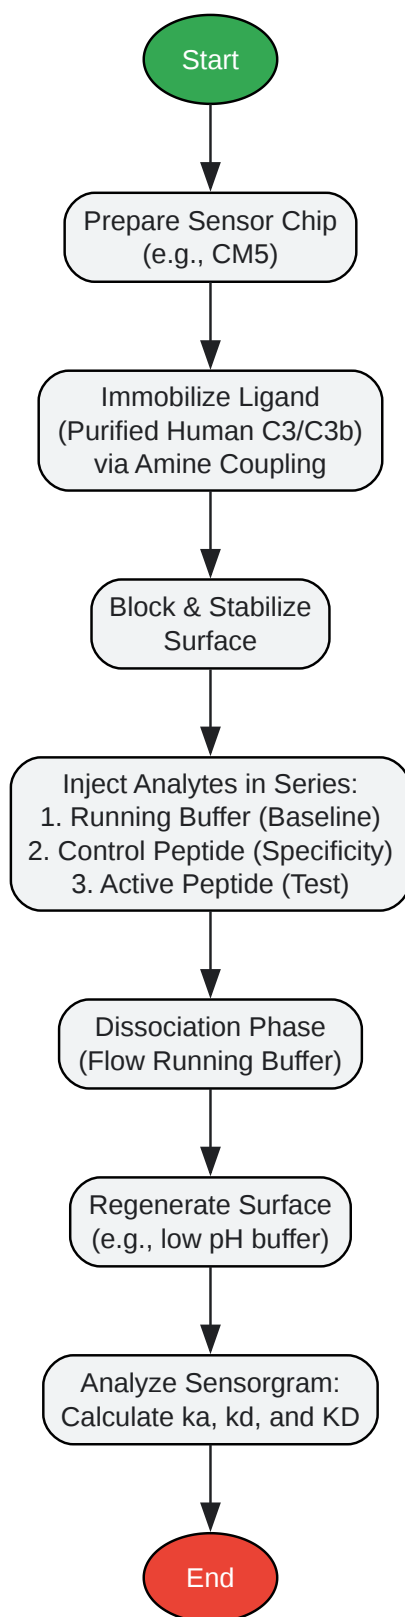 Start
Prepare Sensor Chip
(e.g., CM5)
Immobilize Ligand
(Purified Human C3/C3b)
via Amine Coupling
Block & Stabilize
Surface
Inject Analytes in Series:
1. Running Buffer (Baseline)
2. Control Peptide (Specificity)
3. Active Peptide (Test)
Dissociation Phase
(Flow Running Buffer)
Regenerate Surface
(e.g., low pH buffer)
Analyze Sensorgram:
Calculate ka, kd, and KD
End